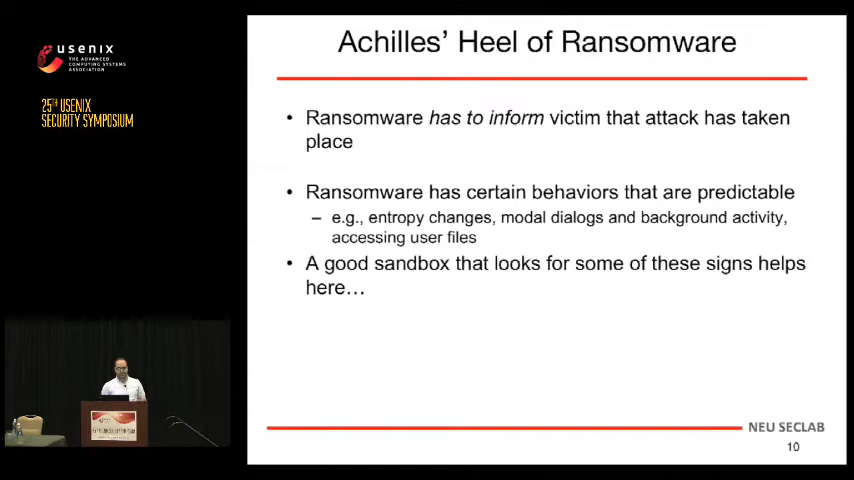 usenix
THE ADVANCED
COMPUTING SYSTEMS
ASSOCIATION
25TH USENIX
SECURITY SYMPOSIUM
Achilles' Heel of Ransomware
• Ransomware has to inform victim that attack has taken
place
• Ransomware has certain behaviors that are predictable
– e.g., entropy changes, modal dialogs and background activity,
accessing user files
• A good sandbox that looks for some of these signs helps
here…
NEU SECLAB
10